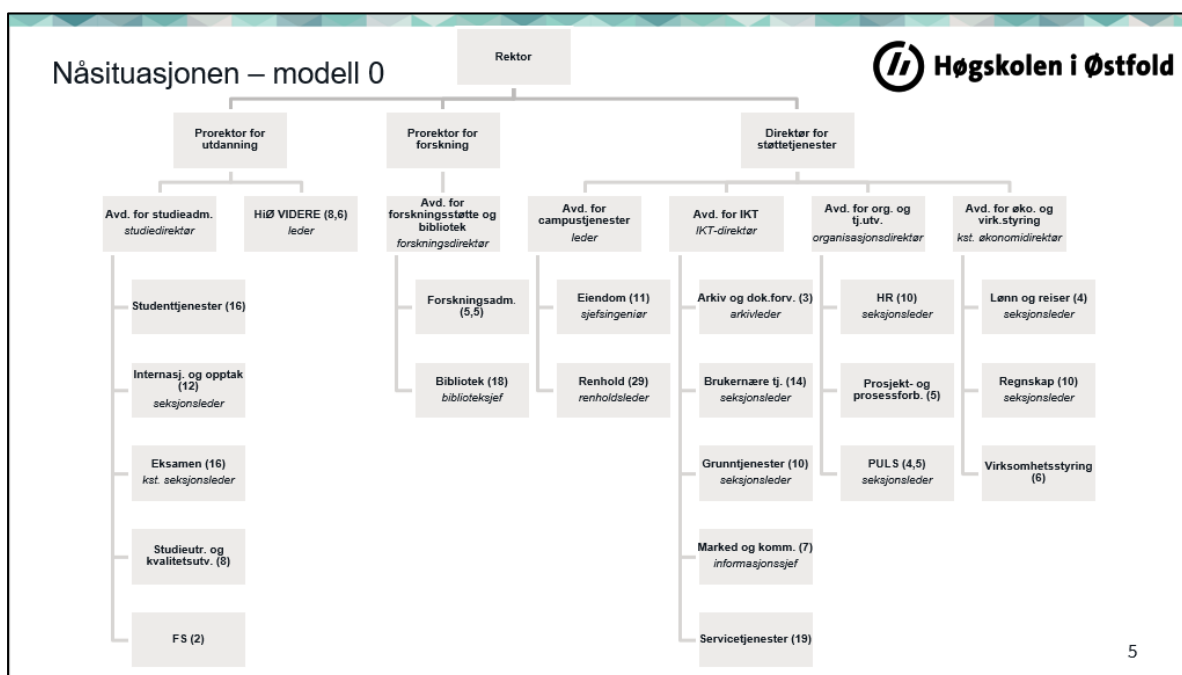 Nåsituasjonen – modell 0
Rektor
Høgskolen i Østfold
Prorektor for
utdanning
Prorektor for
forskning
Direktør for
støttetjenester
Avd. for studieadm.
studiedirektør
HiØ VIDERE (8,6)
leder
Avd. for
forskningsstøtte og
bibliotek
forskningsdirektør
Avd. for
campustjenester
leder
Avd. for IKT
IKT-direktør
Avd. for org. og
tj.utv.
organisasjonsdirektør
Avd. for øko. og
virk.styring
kst. økonomidirektør
Studenttjenester (16)
Internasj. og opptak
(12)
seksjonsleder
Eksamen (16)
kst. seksjonsleder
Studieutr. og
kvalitetsutv. (8)
FS (2)
Forskningsadm.
(5,5)
Bibliotek (18)
biblioteksjef
Eiendom (11)
sjefsingeniør
Renhold (29)
renholdsleder
Arkiv og dok.forv. (3)
arkivleder
Brukernære tj. (14)
seksjonsleder
Grunntjenester (10)
seksjonsleder
Marked og komm. (7)
informasjonssjef
Servicetjenester (19)
HR (10)
seksjonsleder
Prosjekt- og
prosessforb. (5)
PULS (4,5)
seksjonsleder
Lønn og reiser (4)
seksjonsleder
Regnskap (10)
seksjonsleder
Virksomhetsstyring
(6)
5